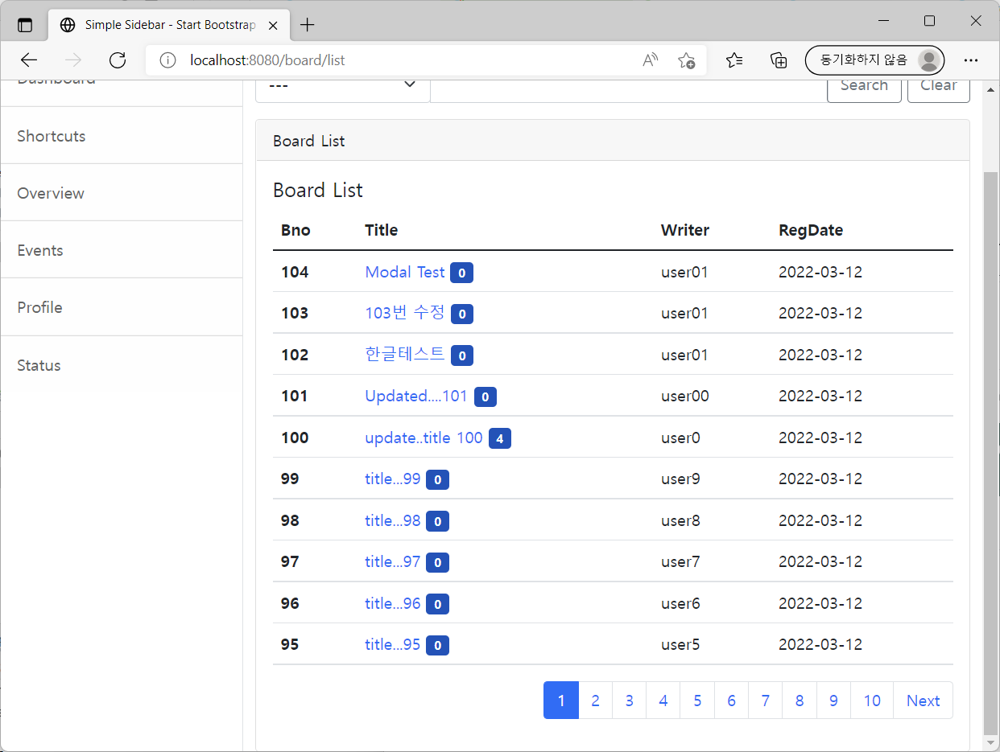 Simple Sidebar - Start Bootstrap
localhost:8080/board/list
동기화하지 않음
Dashboard
---
Search
Clear
Shortcuts
Overview
Events
Profile
Status
Board List
Board List
Bno Title Writer RegDate
104 Modal Test 0 user01 2022-03-12
103 103번 수정 0 user01 2022-03-12
102 한글테스트 0 user01 2022-03-12
101 Updated....101 0 user00 2022-03-12
100 update..title 100 4 user0 2022-03-12
99 title...99 0 user9 2022-03-12
98 title...98 0 user8 2022-03-12
97 title...97 0 user7 2022-03-12
96 title...96 0 user6 2022-03-12
95 title...95 0 user5 2022-03-12
1 2 3 4 5 6 7 8 9 10 Next